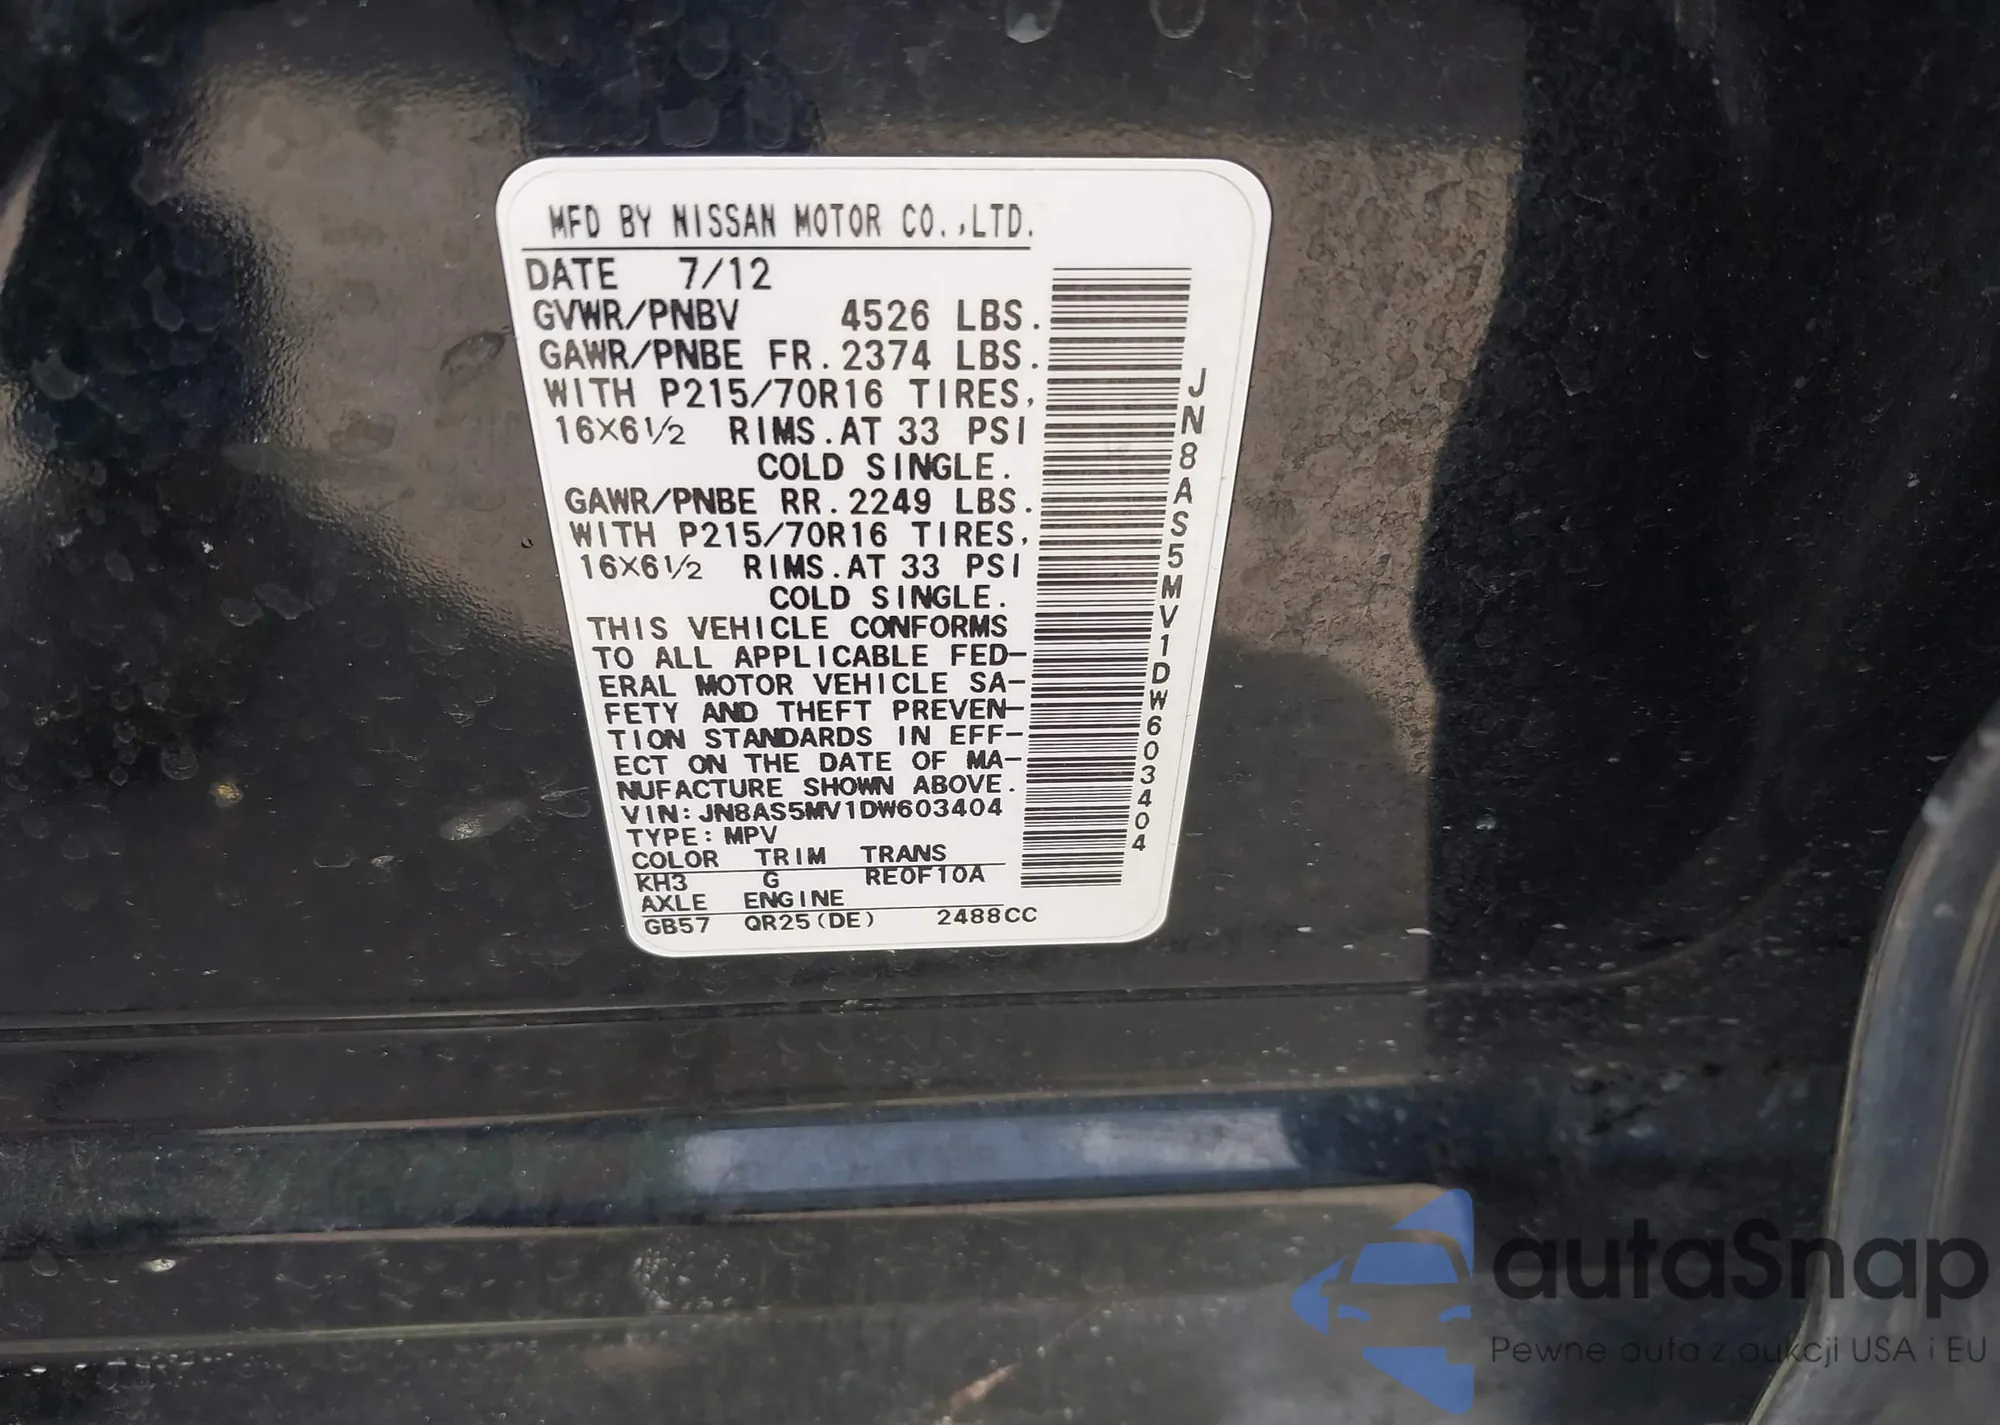 MFD BY NISSAN MOTOR CO.,LTD.
DATE 7/12
GVWR/PNBV 4526 LBS.
GAWR/PNBE FR. 2374 LBS.
WITH P215/70R16 TIRES,
16X6½ RIMS.AT 33 PSI
COLD SINGLE.
GAWR/PNBE RR. 2249 LBS.
WITH P215/70R16 TIRES,
16X6½ RIMS.AT 33 PSI
COLD SINGLE.
THIS VEHICLE CONFORMS
TO ALL APPLICABLE FED-
ERAL MOTOR VEHICLE SA-
FETY AND THEFT PREVEN-
TION STANDARDS IN EFF-
ECT ON THE DATE OF MA-
NUFACTURE SHOWN ABOVE.
VIN: JN8AS5MV1DW603404
TYPE: MPV
COLOR TRIM TRANS
KH3 G RE0F10A
AXLE ENGINE
GB57 QR25(DE) 2488CC
JN8AS5MV1DW603404
autaSnap
Pewne auta z aukcji USA i EU